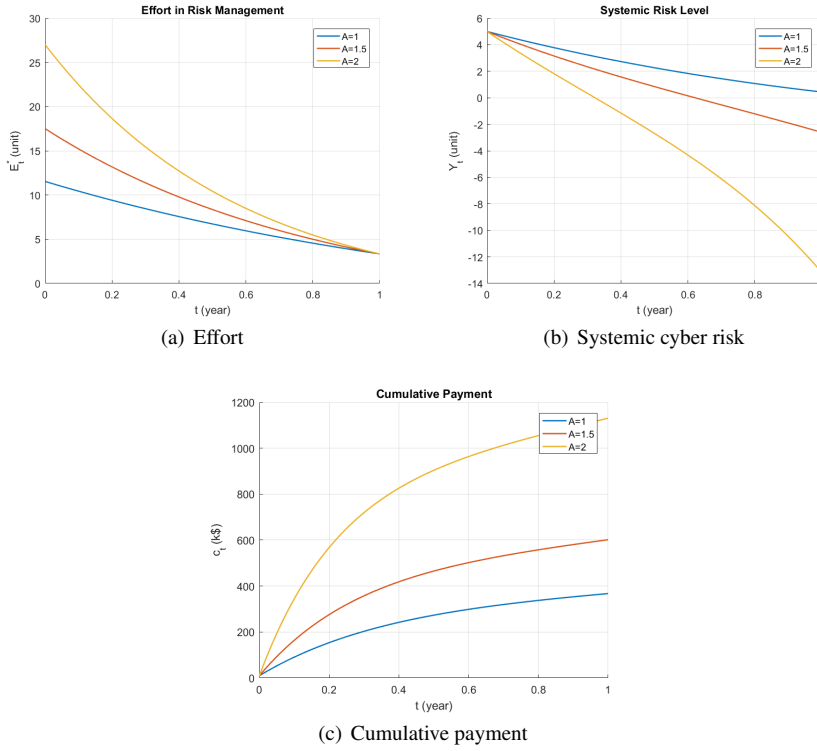 Effort in Risk Management
30
25
20
15
10
5
0
E*t (unit)
A=1
A=1.5
A=2
0 0.2 0.4 0.6 0.8 1
t (year)
(a) Effort
Systemic Risk Level
6
4
2
0
-2
-4
-6
-8
-10
-12
-14
Yt (unit)
A=1
A=1.5
A=2
0 0.2 0.4 0.6 0.8
t (year)
(b) Systemic cyber risk
Cumulative Payment
1200
1000
800
600
400
200
0
ct (k$)
A=1
A=1.5
A=2
0 0.2 0.4 0.6 0.8 1
t (year)
(c) Cumulative payment